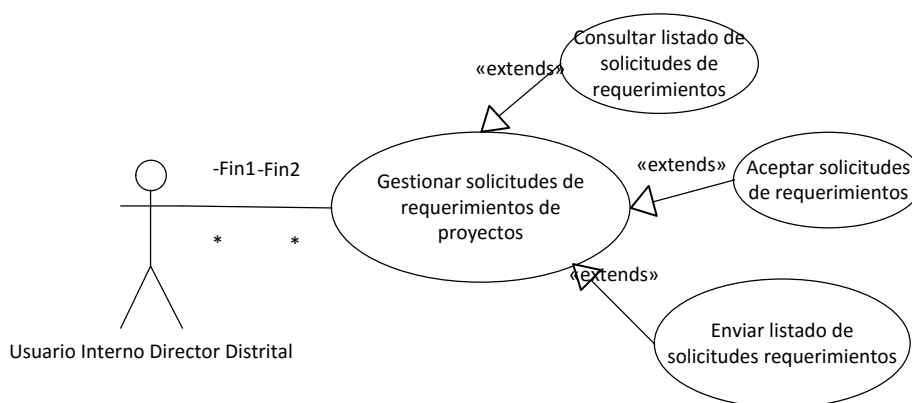 Consultar listado de
solicitudes de
requerimientos
«extends»
-Fin1
-Fin2
*
*
Gestionar solicitudes de
requerimientos de
proyectos
«extends»
Aceptar solicitudes
de requerimientos
«extends»
Enviar listado de
solicitudes requerimientos
Usuario Interno Director Distrital